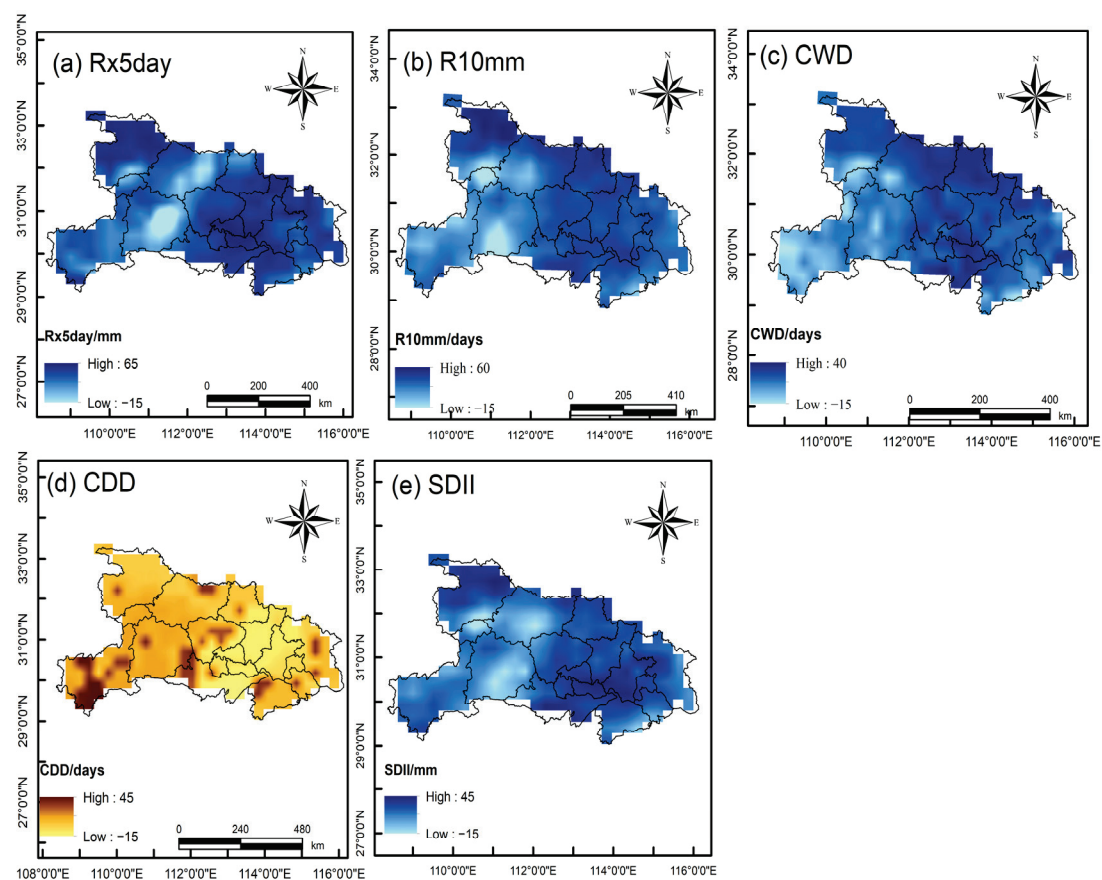 (a) Rx5day
N
W E
S
35°0'0"N
33°0'0"N
31°0'0"N
29°0'0"N
27°0'0"N
Rx5day/mm
High : 65
Low : −15
0 200 400
km
110°0'0"E 112°0'0"E 114°0'0"E 116°0'0"E
(b) R10mm
N
W E
S
34°0'0"N
32°0'0"N
30°0'0"N
28°0'0"N
R10mm/days
High : 60
Low : −15
0 205 410
km
110°0'0"E 112°0'0"E 114°0'0"E 116°0'0"E
(c) CWD
N
W E
S
34°0'0"N
32°0'0"N
30°0'0"N
28°0'0"N
CWD/days
High : 40
Low : −15
0 200 400
km
110°0'0"E 112°0'0"E 114°0'0"E 116°0'0"E
(d) CDD
N
W E
S
35°0'0"N
33°0'0"N
31°0'0"N
29°0'0"N
27°0'0"N
CDD/days
High : 45
Low : −15
0 240 480
km
108°0'0"E 110°0'0"E 112°0'0"E 114°0'0"E 116°0'0"E
(e) SDII
N
W E
S
35°0'0"N
33°0'0"N
31°0'0"N
29°0'0"N
27°0'0"N
SDII/mm
High : 45
Low : −15
110°0'0"E 112°0'0"E 114°0'0"E 116°0'0"E